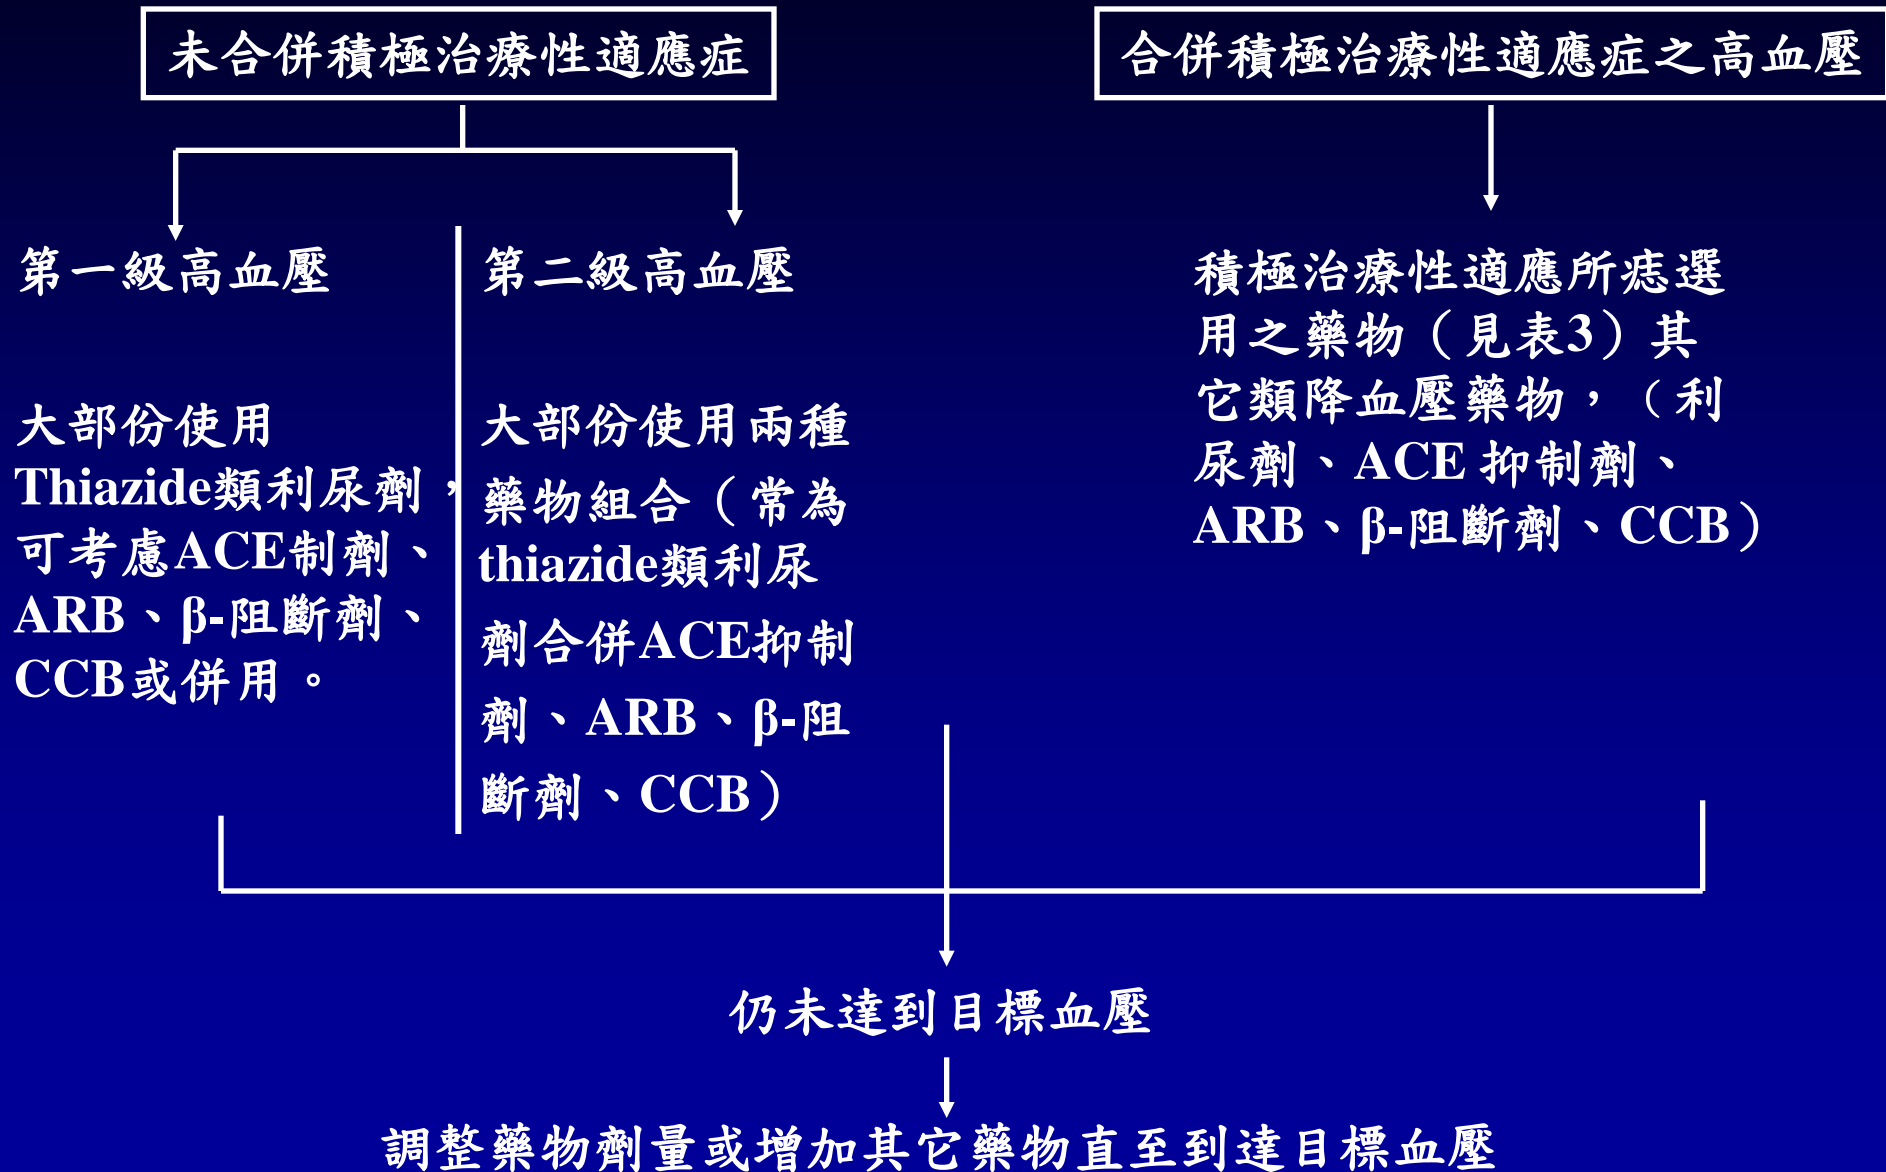 未合併積極治療性適應症
合併積極治療性適應症之高血壓
第一級高血壓
大部份使用
Thiazide類利尿劑，
可考慮ACE制劑、
ARB、β-阻斷劑、
CCB或併用。
第二級高血壓
大部份使用兩種
藥物組合（常為
thiazide類利尿
劑合併ACE抑制
劑、ARB、β-阻
斷劑、CCB）
積極治療性適應所痣選
用之藥物（見表3）其
它類降血壓藥物，（利
尿劑、ACE 抑制劑、
ARB、β-阻斷劑、CCB）
仍未達到目標血壓
調整藥物劑量或增加其它藥物直至到達目標血壓